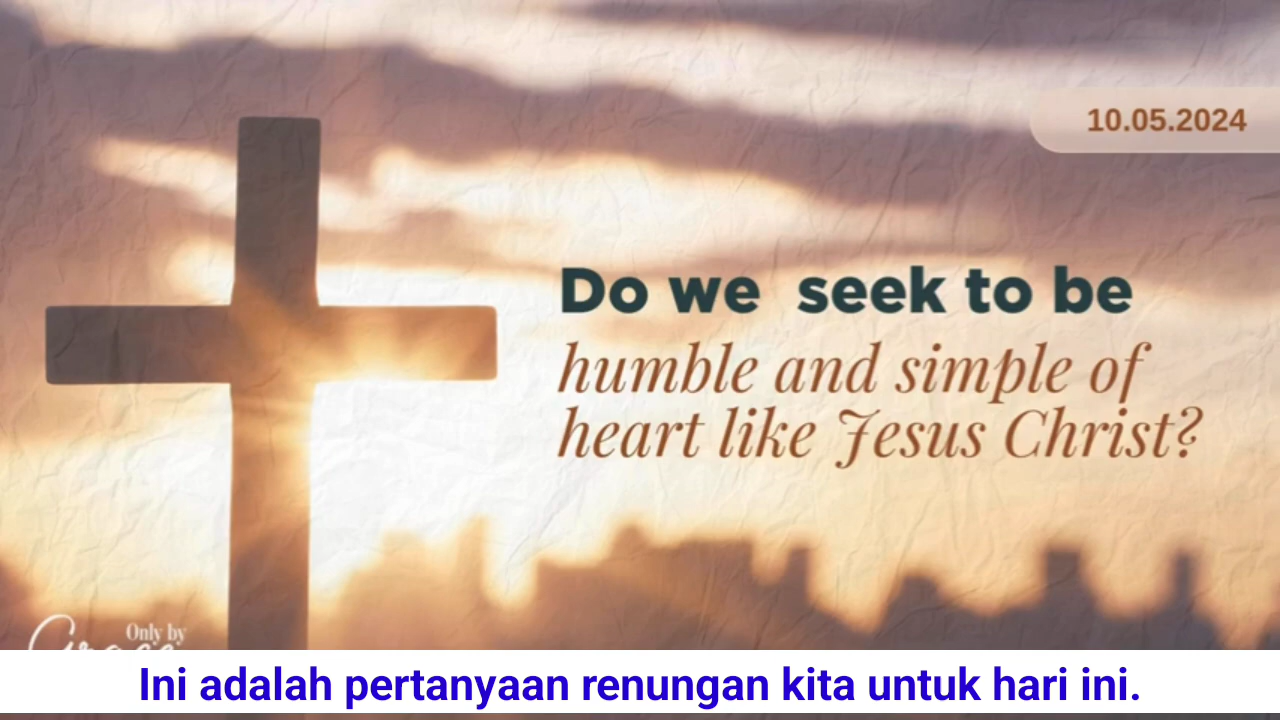 10.05.2024
Do we seek to be
humble and simple of
heart like Jesus Christ?
Only by
Grace
Ini adalah pertanyaan renungan kita untuk hari ini.